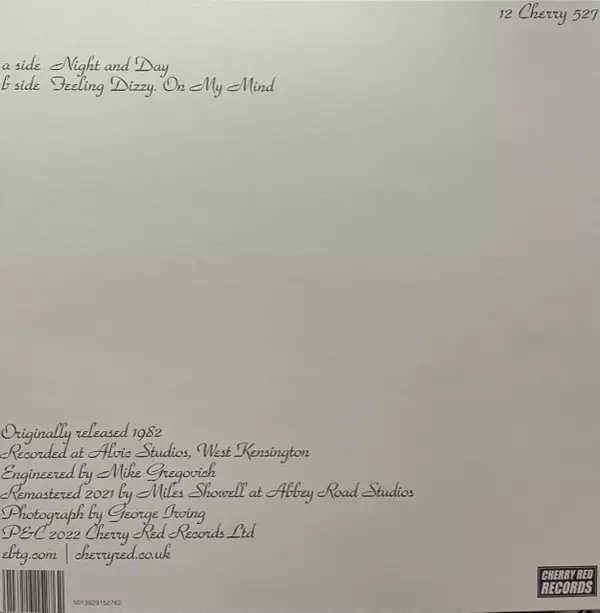 12 Cherry 527
a side Night and Day
b side Feeling Dizzy. On My Mind
Originally released 1982
Recorded at Alvic Studios, West Kensington
Engineered by Mike Gregovich
Remastered 2021 by Miles Showell at Abbey Road Studios
Photograph by George Irving
P&C 2022 Cherry Red Records Ltd
ebtg.com | cherryred.co.uk
5013929152762
CHERRY RED
RECORDS